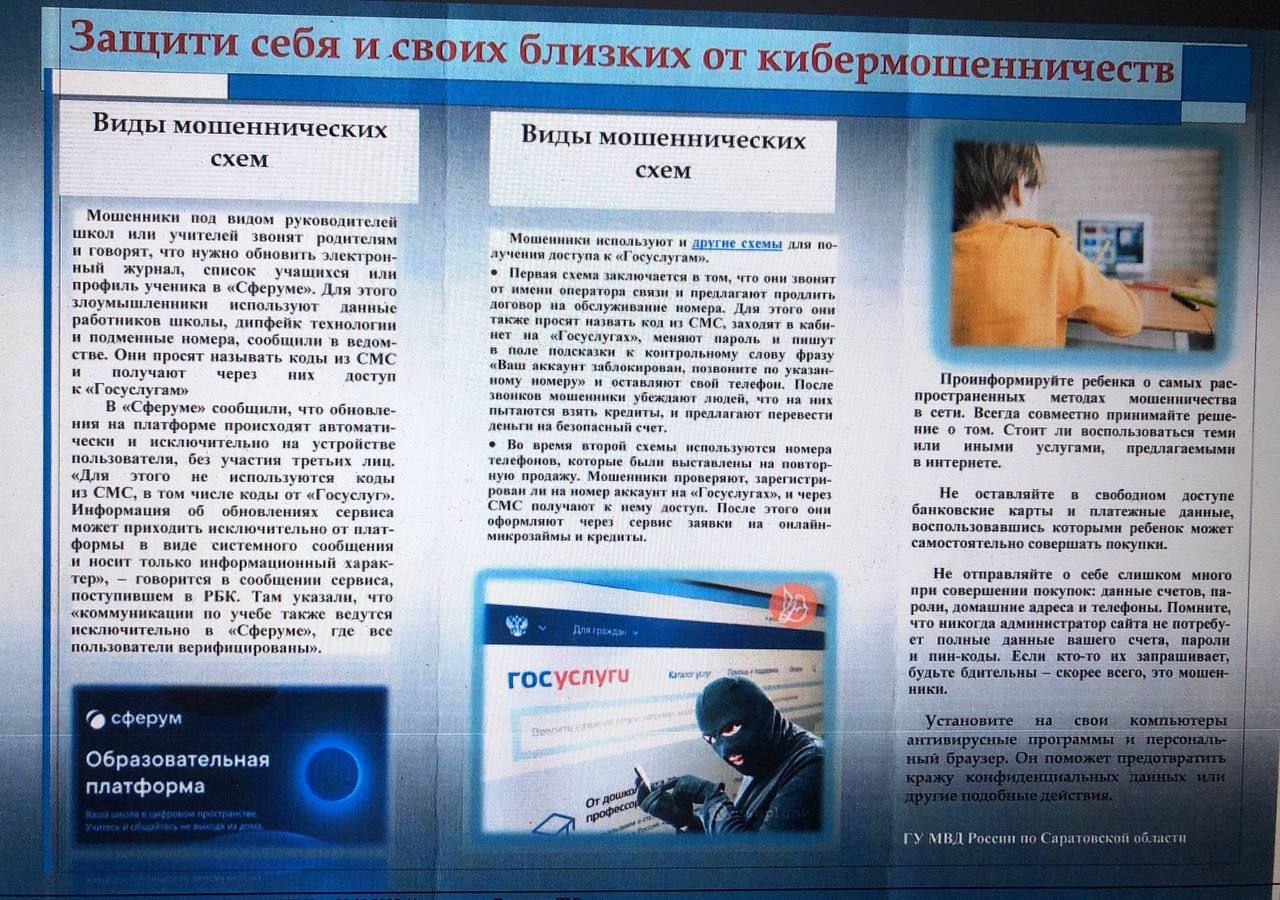 Защити себя и своих близких от кибермошенничеств
Виды мошеннических
схем
Мошенники под видом руководителей
школ или учителей звонят родителям
и говорят, что нужно обновить электрон-
ный журнал, список учащихся или
профиль ученика в «Сферуме». Для этого
злоумышленники используют данные
работников школы, дипфейк технологии
и подменные номера, сообщили в ведом-
стве. Они просят называть коды из СМС
и получают через них доступ
к «Госуслугам»
В «Сферуме» сообщили, что обновле-
ния на платформе происходят автомати-
чески и исключительно на устройстве
пользователя, без участия третьих лиц.
«Для этого не используются коды
из СМС, в том числе коды от «Госуслуг».
Информация об обновлениях сервиса
может приходить исключительно от плат-
формы в виде системного сообщения
и носит только информационный харак-
тер», – говорится в сообщении сервиса,
поступившем в РБК. Там указали, что
«коммуникации по учебе также ведутся
исключительно в «Сферуме», где все
пользователи верифицированы».
сферум
Образовательная
платформа
Ваша школа в цифровом пространстве.
Учитесь и общайтесь не выходя из дома.
Виды мошеннических
схем
Мошенники используют и другие схемы для по-
лучения доступа к «Госуслугам».
• Первая схема заключается в том, что они звонят
от имени оператора связи и предлагают продлить
договор на обслуживание номера. Для этого они
также просят назвать код из СМС, заходят в каби-
нет на «Госуслугах», меняют пароль и пишут
в поле подсказки к контрольному слову фразу
«Ваш аккаунт заблокирован, позвоните по указан-
ному номеру» и оставляют свой телефон. После
звонков мошенники убеждают людей, что на них
пытаются взять кредиты, и предлагают перевести
деньги на безопасный счет.
• Во время второй схемы используются номера
телефонов, которые были выставлены на повтор-
ную продажу. Мошенники проверяют, зарегистри-
рован ли на номер аккаунт на «Госуслугах», и через
СМС получают к нему доступ. После этого они
оформляют через сервис заявки на онлайн-
микрозаймы и кредиты.
Для граждан
госуслуги
Каталог услуг Помощь и поддержка
Введите название услуги
От дошко
профессор
Проинформируйте ребенка о самых рас-
пространенных методах мошенничества
в сети. Всегда совместно принимайте реше-
ние о том. Стоит ли воспользоваться теми
или иными услугами, предлагаемыми
в интернете.
Не оставляйте в свободном доступе
банковские карты и платежные данные,
воспользовавшись которыми ребенок может
самостоятельно совершать покупки.
Не отправляйте о себе слишком много
при совершении покупок: данные счетов, па-
роли, домашние адреса и телефоны. Помните,
что никогда администратор сайта не потребу-
ет полные данные вашего счета, пароли
и пин-коды. Если кто-то их запрашивает,
будьте бдительны – скорее всего, это мошен-
ники.
Установите на свои компьютеры
антивирусные программы и персональ-
ный браузер. Он поможет предотвратить
кражу конфиденциальных данных или
другие подобные действия.
ГУ МВД России по Саратовской области